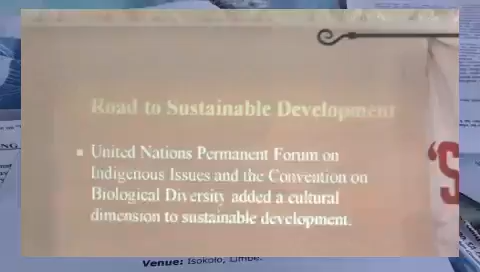 Road to Sustainable Development
United Nations Permanent Forum on
Indigenous Issues and the Convention on
Biological Diversity added a cultural
dimension to sustainable development.
'S
NG
Venue: Isokolo, Limbe.